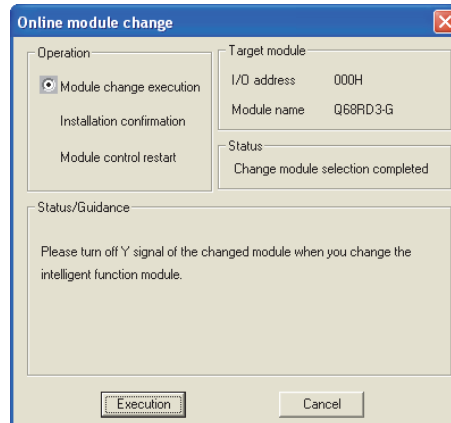 Online module change
Operation
Module change execution
Installation confirmation
Module control restart
Target module
I/O address 000H
Module name Q68RD3-G
Status
Change module selection completed
Status/Guidance
Please turn off Y signal of the changed module when you change the
intelligent function module.
Execution Cancel